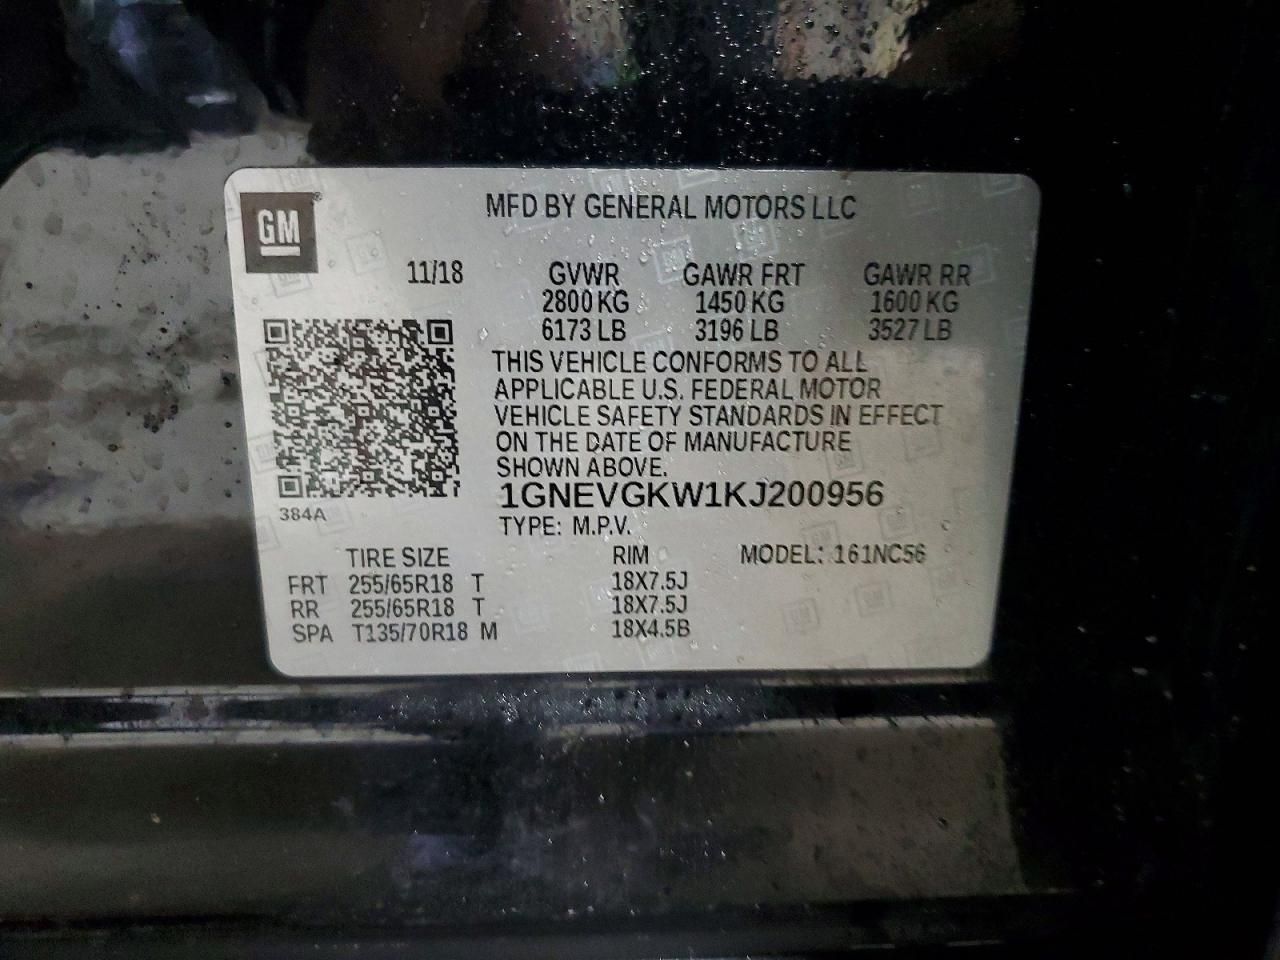 GM
MFD BY GENERAL MOTORS LLC
11/18 GVWR GAWR FRT GAWR RR
2800 KG 1450 KG 1600 KG
6173 LB 3196 LB 3527 LB
THIS VEHICLE CONFORMS TO ALL
APPLICABLE U.S. FEDERAL MOTOR
VEHICLE SAFETY STANDARDS IN EFFECT
ON THE DATE OF MANUFACTURE
SHOWN ABOVE.
1GNEVGKW1KJ200956
384A
TYPE: M.P.V.
TIRE SIZE RIM MODEL: 161NC56
FRT 255/65R18 T 18X7.5J
RR 255/65R18 T 18X7.5J
SPA T135/70R18 M 18X4.5B